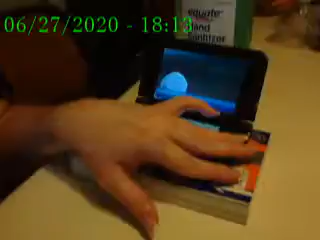 06/27/2020 - 18:13
equate
hand
sanitizer